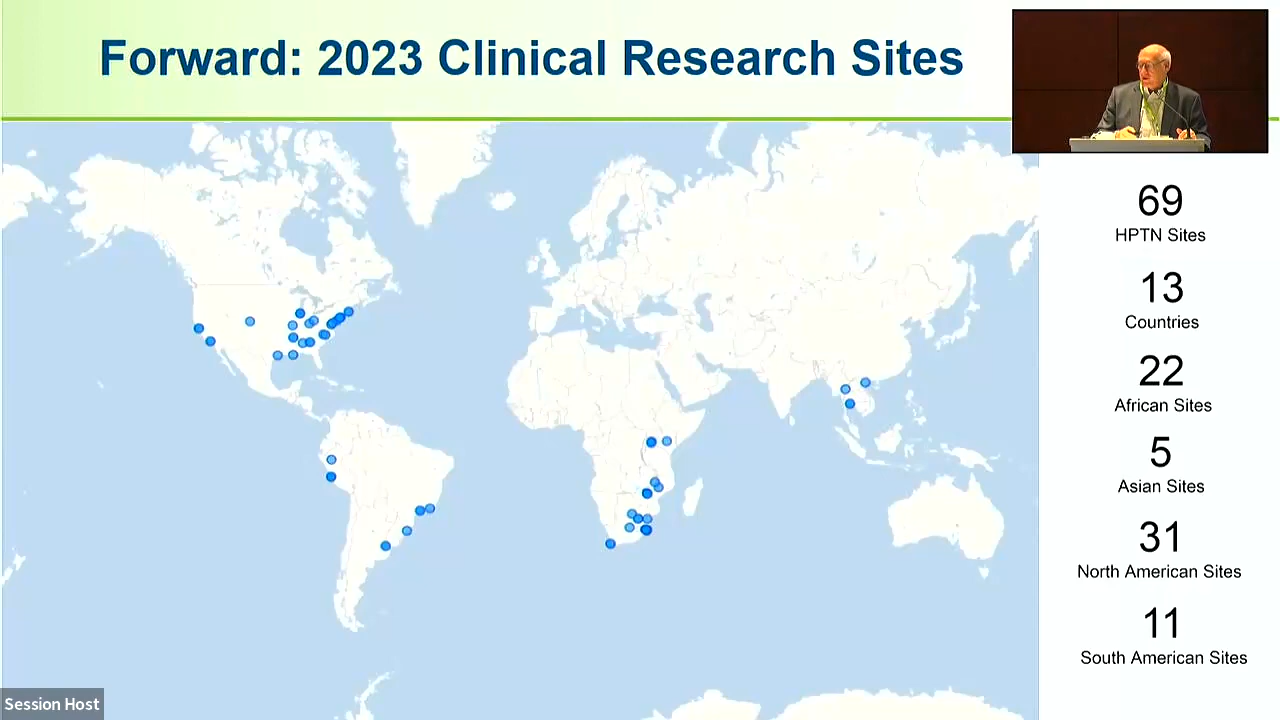 Forward: 2023 Clinical Research Sites
69
HPTN Sites
13
Countries
22
African Sites
5
Asian Sites
31
North American Sites
11
South American Sites
Session Host